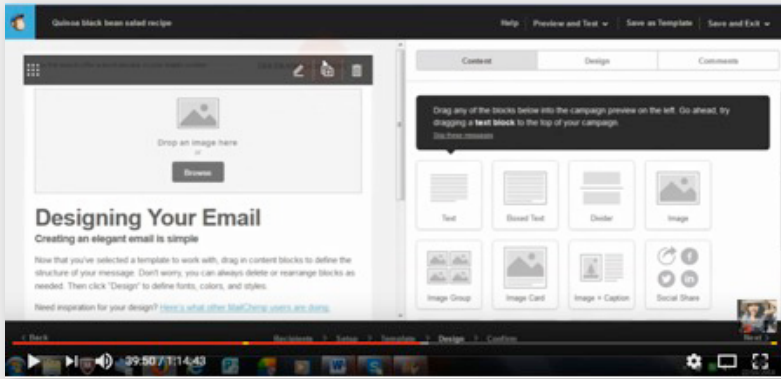 Quinoa black bean salad recipe
Help Preview and Test Save as Template Save and Exit
Content Design Comments
Drag any of the blocks below into the campaign preview on the left. Go ahead, try
dragging a text block to the top of your campaign.
Skip these messages
Drop an image here
or
Browse
Text Boxed Text Divider Image
Designing Your Email
Creating an elegant email is simple
Now that you've selected a template to work with, drag in content blocks to define the
structure of your message. Don't worry, you can always delete or rearrange blocks as
needed. Then click "Design" to define fonts, colors, and styles.
Need inspiration for your design? Here's what other MailChimp users are doing.
Image Group Image Card Image + Caption Social Share
< Back Recipients > Setup > Template > Design > Confirm Next >
39:50 / 1:14:43